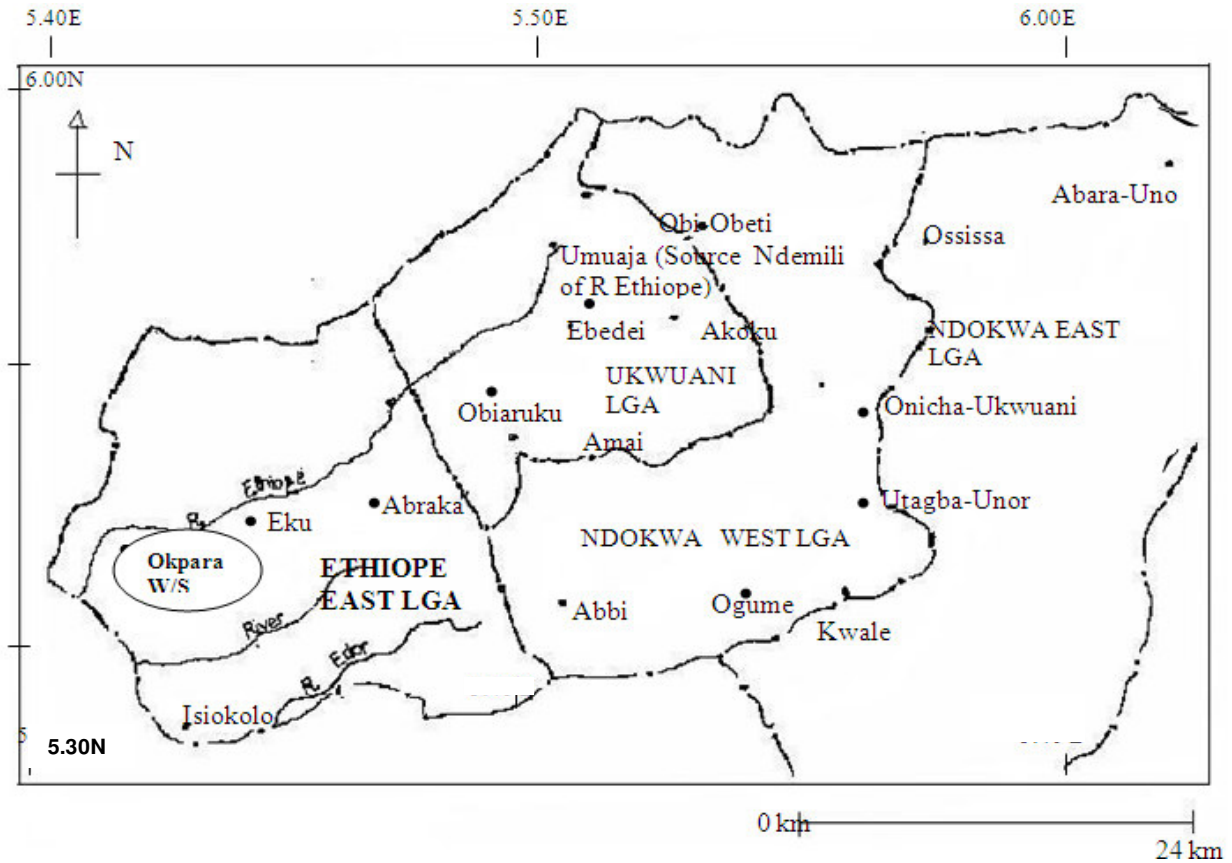 5.40E
5.50E
6.00E
6.00N
N
Abara-Uno
Obi-Obeti
Ossissa
Umuaja (Source Ndemili
of R Ethiope)
Ebedei
Akoku
NDOKWA EAST
LGA
UKWUANI
LGA
Obiaruku
Onicha-Ukwuani
Amai
R. Ethiope
Abraka
Utagba-Unor
Eku
NDOKWA WEST LGA
Okpara
W/S
ETHIOPE
EAST LGA
Abbi
Ogume
River
Kwale
R. Edor
Isiokolo
5
5.30N
0 km
24 km